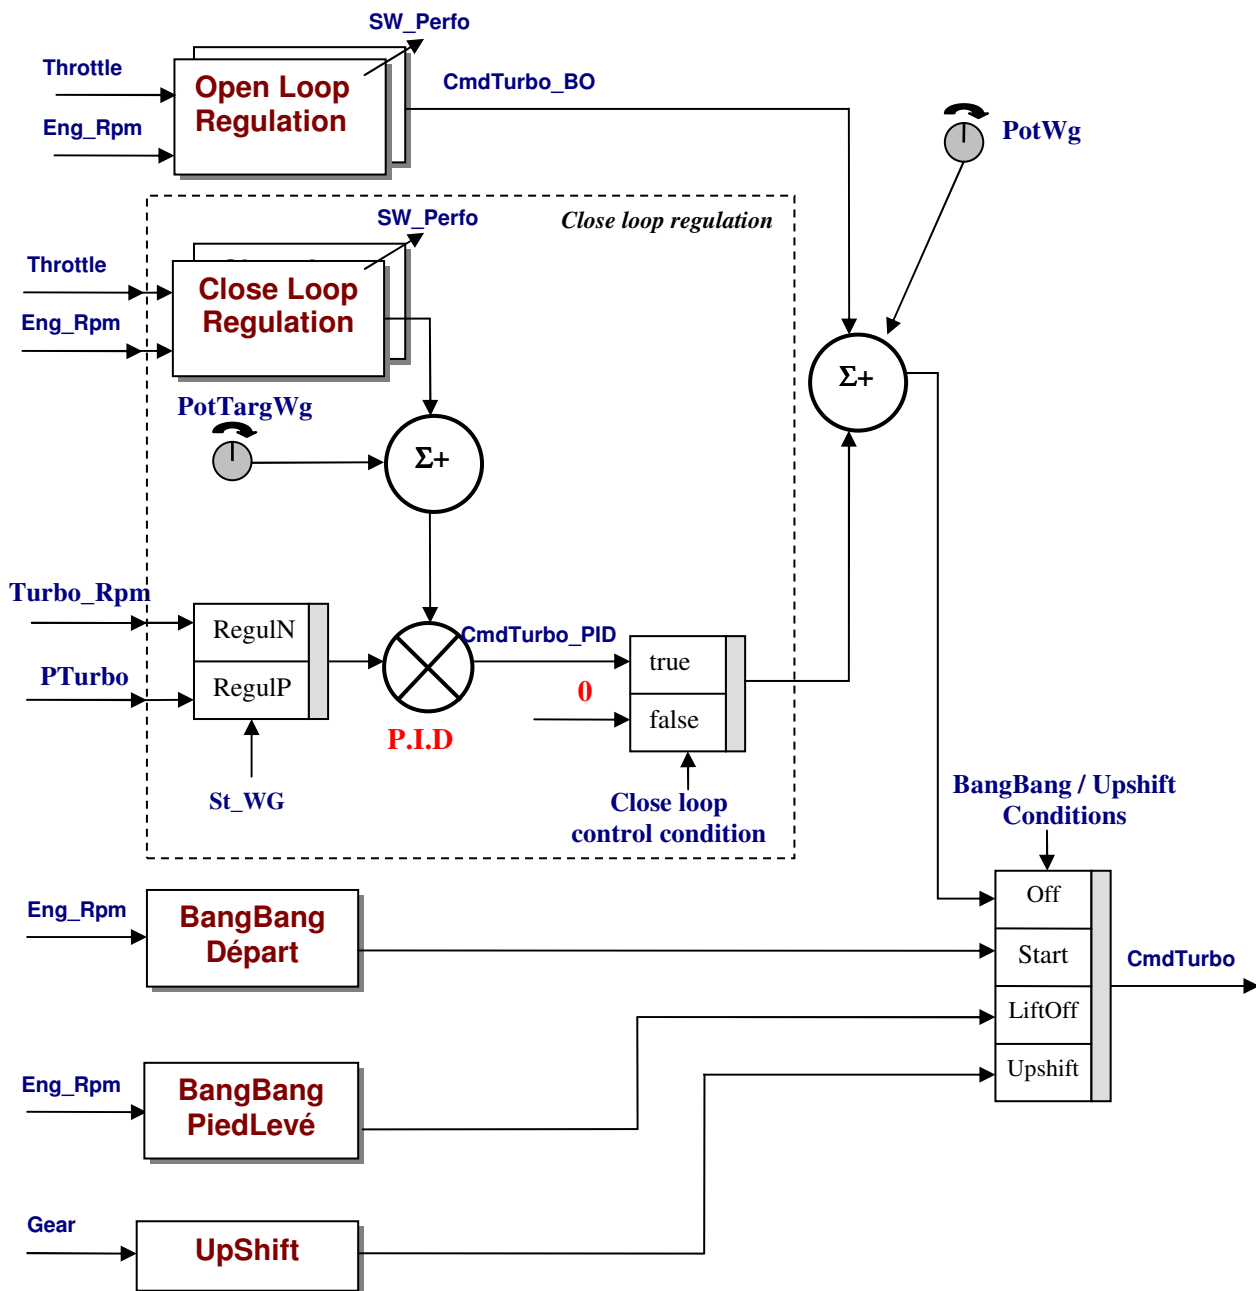 SW_Perfo
Throttle
Open Loop
Regulation
CmdTurbo_BO
Eng_Rpm
PotWg
SW_Perfo
Close loop regulation
Throttle
Close Loop
Regulation
Eng_Rpm
Σ+
PotTargWg
Σ+
Turbo_Rpm
RegulN
CmdTurbo_PID
true
PTurbo
RegulP
0
false
P.I.D
St_WG
Close loop
control condition
BangBang / Upshift
Conditions
Eng_Rpm
BangBang
Départ
Off
Start
CmdTurbo
LiftOff
Upshift
Eng_Rpm
BangBang
PiedLevé
Gear
UpShift